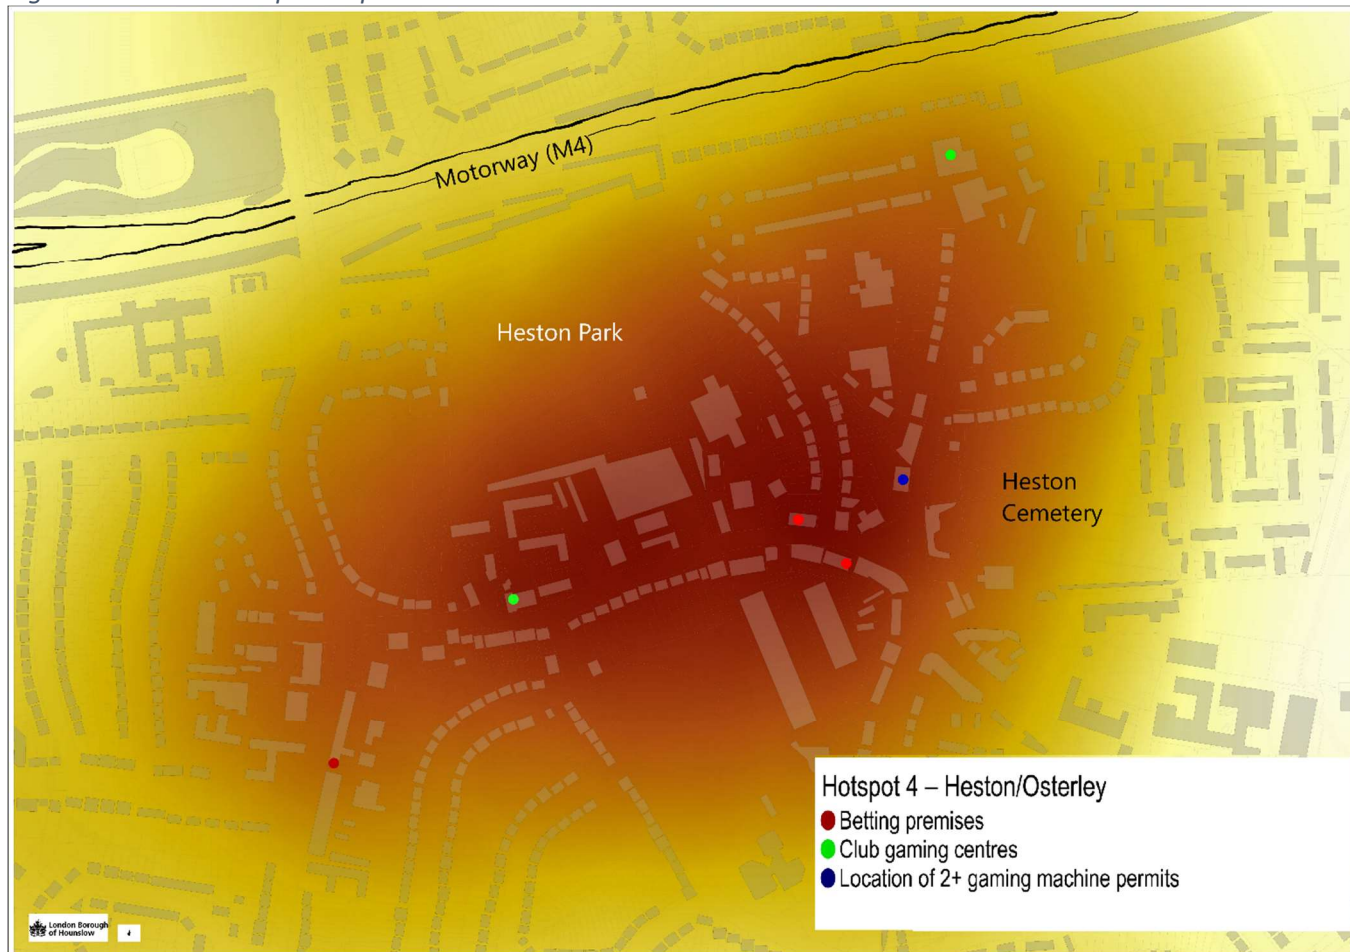 Motorway (M4)
Heston Park
Heston
Cemetery
Hotspot 4 – Heston/Osterley
Betting premises
Club gaming centres
Location of 2+ gaming machine permits
London Borough
of Hounslow